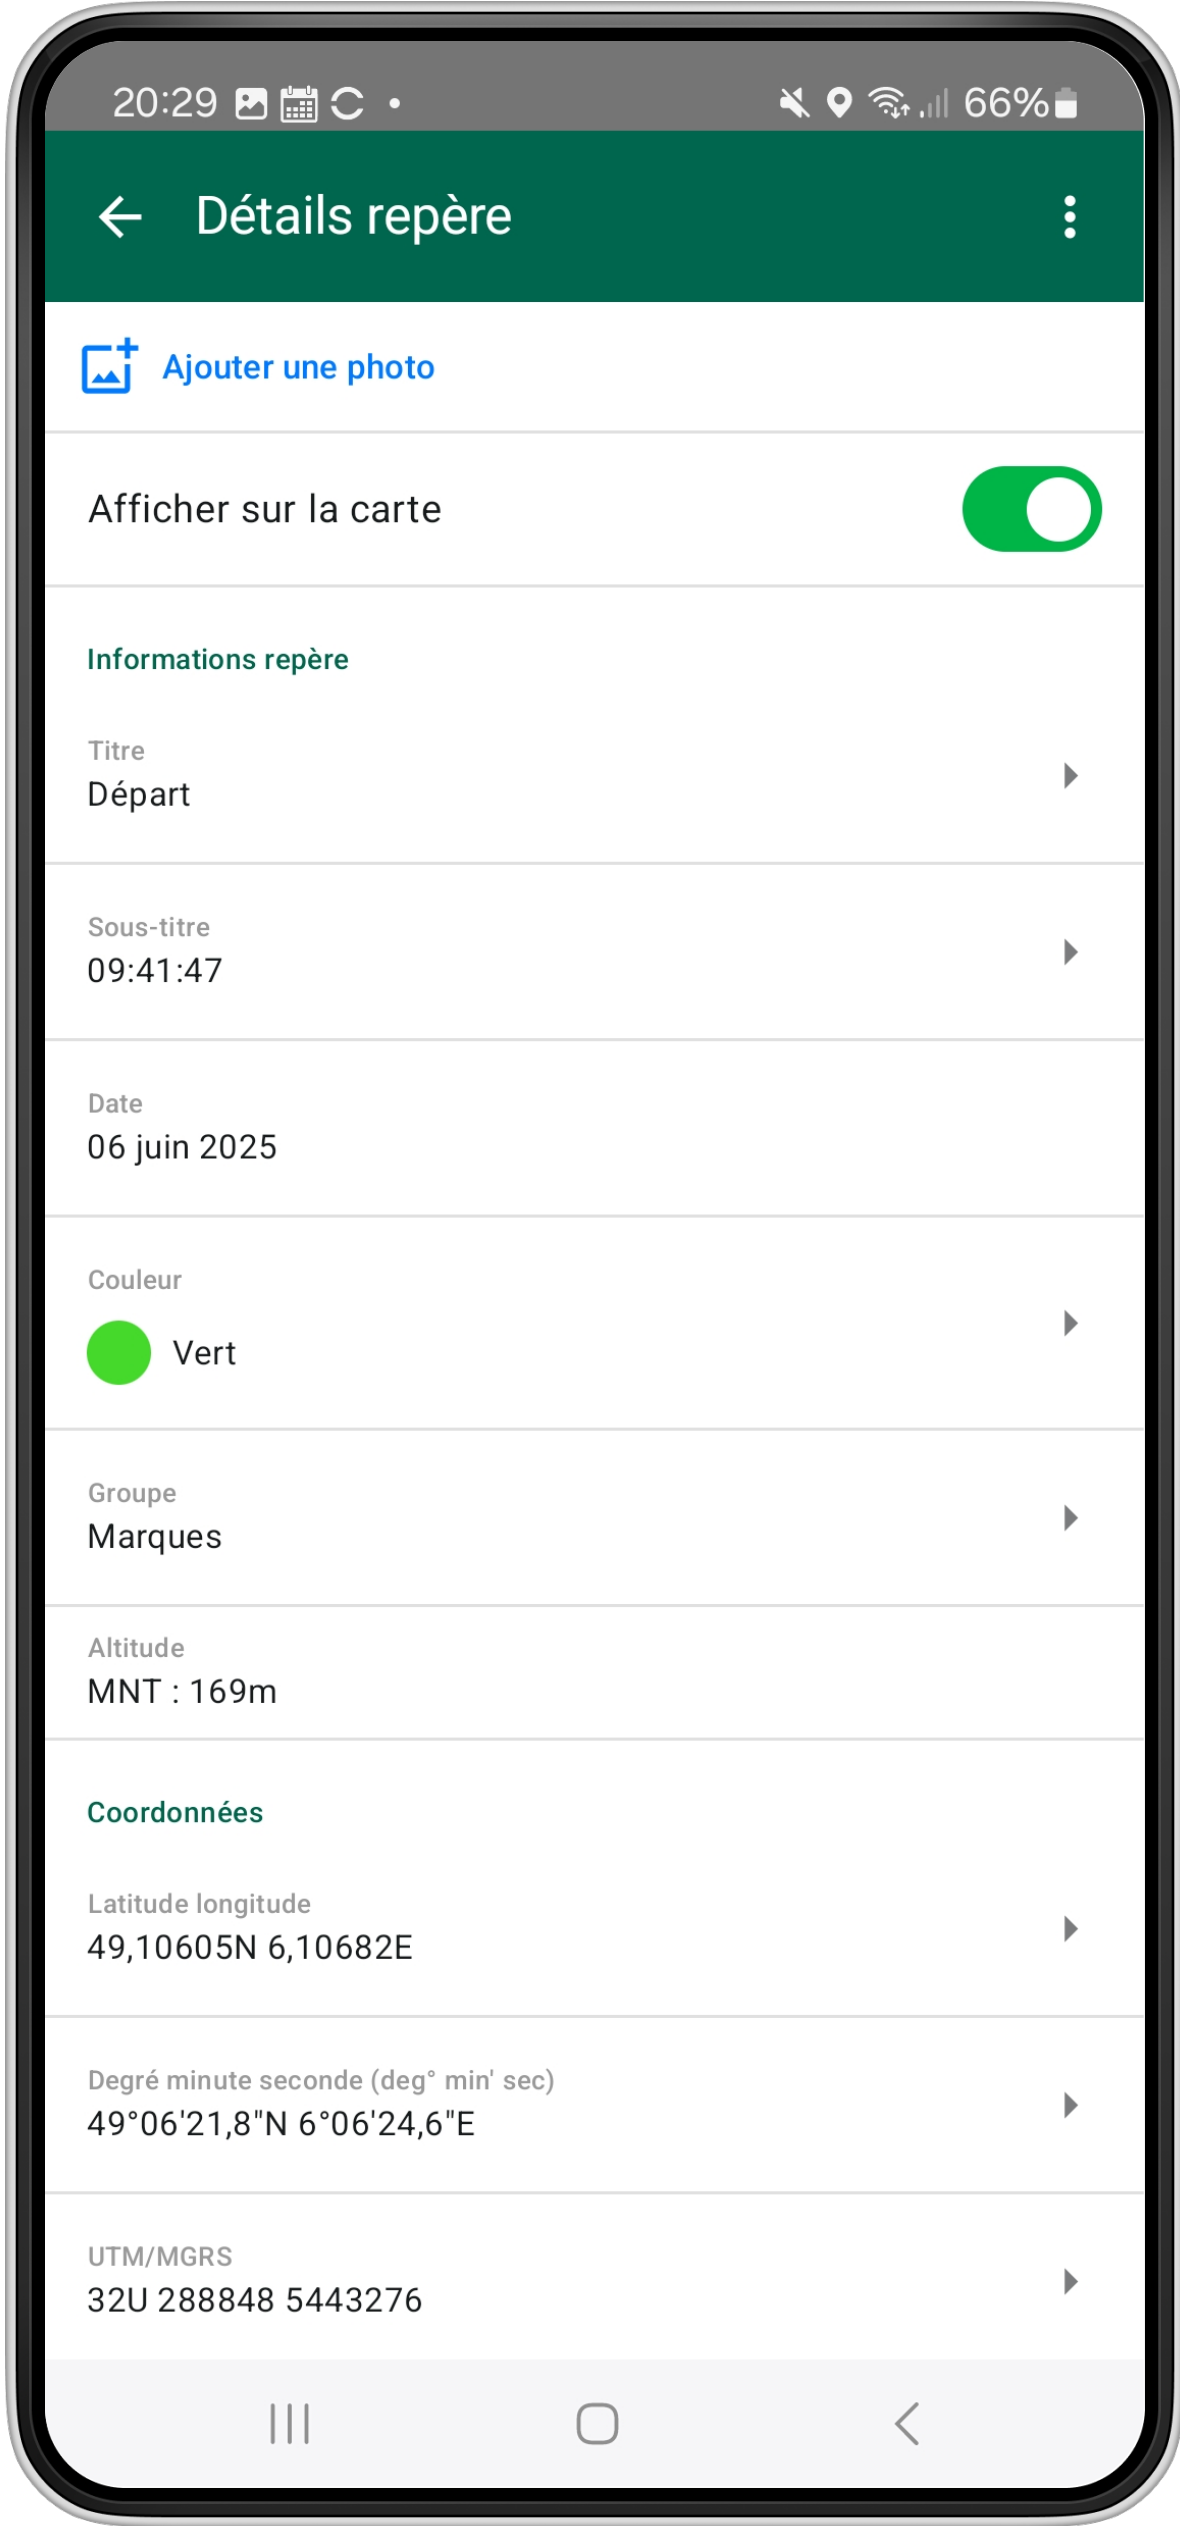 20:29 66%
Détails repère
Ajouter une photo
Afficher sur la carte
Informations repère
Titre
Départ
Sous-titre
09:41:47
Date
06 juin 2025
Couleur
Vert
Groupe
Marques
Altitude
MNT : 169m
Coordonnées
Latitude longitude
49,10605N 6,10682E
Degré minute seconde (deg° min' sec)
49°06'21,8"N 6°06'24,6"E
UTM/MGRS
32U 288848 5443276